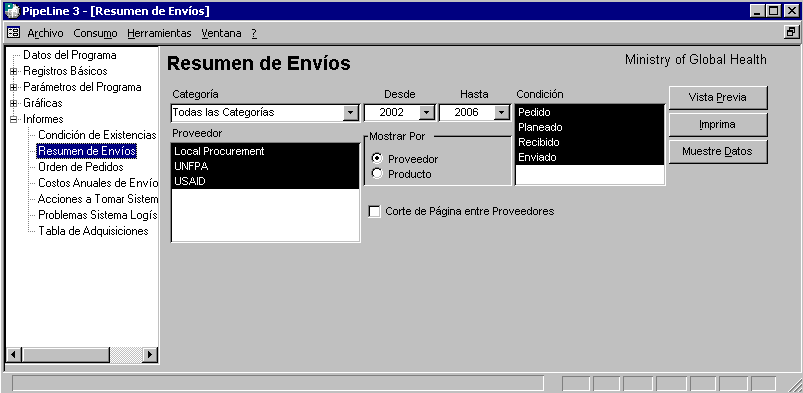 PipeLine 3 - [Resumen de Envíos]
Archivo Consumo Herramientas Ventana ?
Datos del Programa
Registros Básicos
Parámetros del Programa
Gráficas
Informes
Condición de Existencias
Resumen de Envíos
Orden de Pedidos
Costos Anuales de Envío
Acciones a Tomar Sistem
Problemas Sistema Logís
Tabla de Adquisiciones
Resumen de Envíos
Ministry of Global Health
Categoría Desde Hasta Condición
Todas las Categorías 2002 2006
Proveedor
Local Procurement
UNFPA
USAID
Mostrar Por
Proveedor
Producto
Corte de Página entre Proveedores
Pedido
Planeado
Recibido
Enviado
Vista Previa
Imprima
Muestre Datos